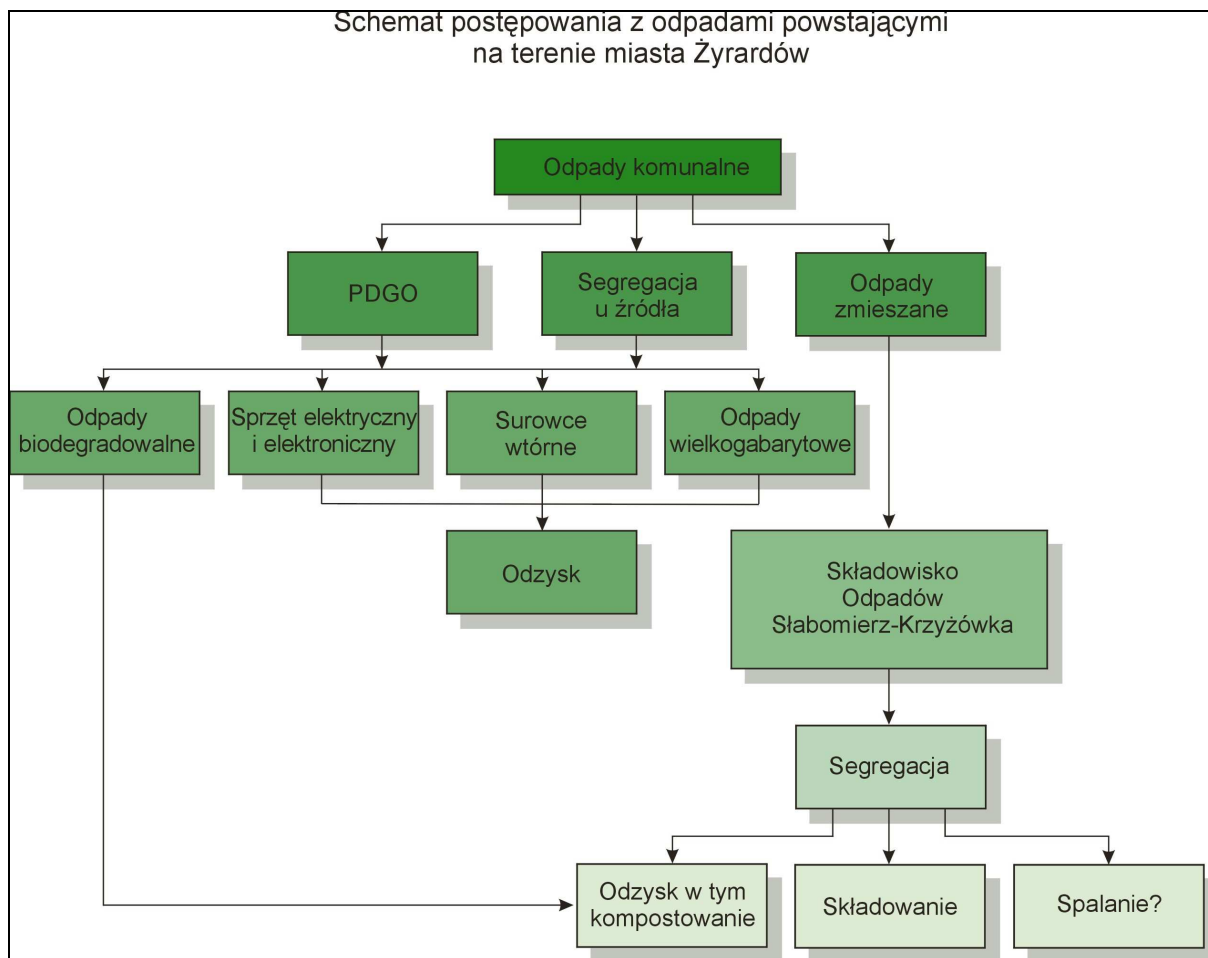 Schemat postępowania z odpadami powstającymi
na terenie miasta Żyrardów
Odpady komunalne
PDGO
Segregacja
u źródła
Odpady
zmieszane
Odpady
biodegradowalne
Sprzęt elektryczny
i elektroniczny
Surowce
wtórne
Odpady
wielkogabarytowe
Odzysk
Składowisko
Odpadów
Słabomierz-Krzyżówka
Segregacja
Odzysk w tym
kompostowanie
Składowanie
Spalanie?